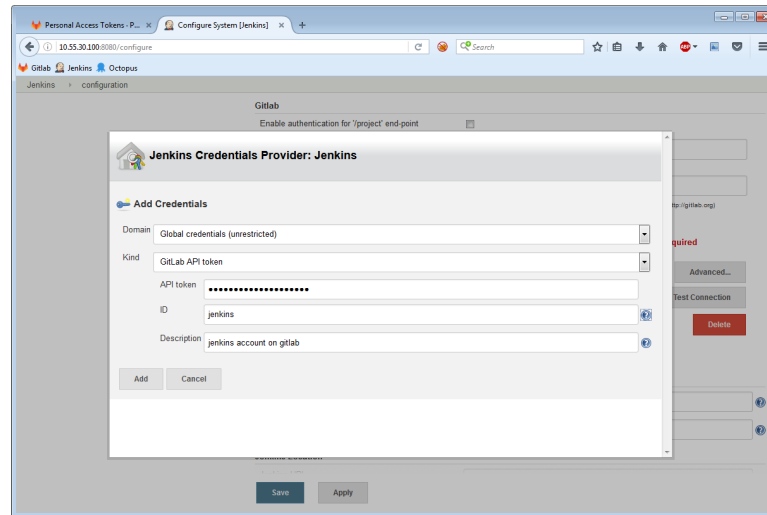 Personal Access Tokens - P... ×
Configure System [Jenkins] ×
+
10.55.30.100:8080/configure
Search
ABP
Gitlab Jenkins Octopus
Jenkins › configuration
Gitlab
Enable authentication for '/project' end-point
Jenkins Credentials Provider: Jenkins
ttp://gitlab.org)
Add Credentials
Domain Global credentials (unrestricted)
quired
Kind GitLab API token
Advanced...
API token ••••••••••••••••••••
Test Connection
ID jenkins
Delete
Description jenkins account on gitlab
Add Cancel
Save Apply